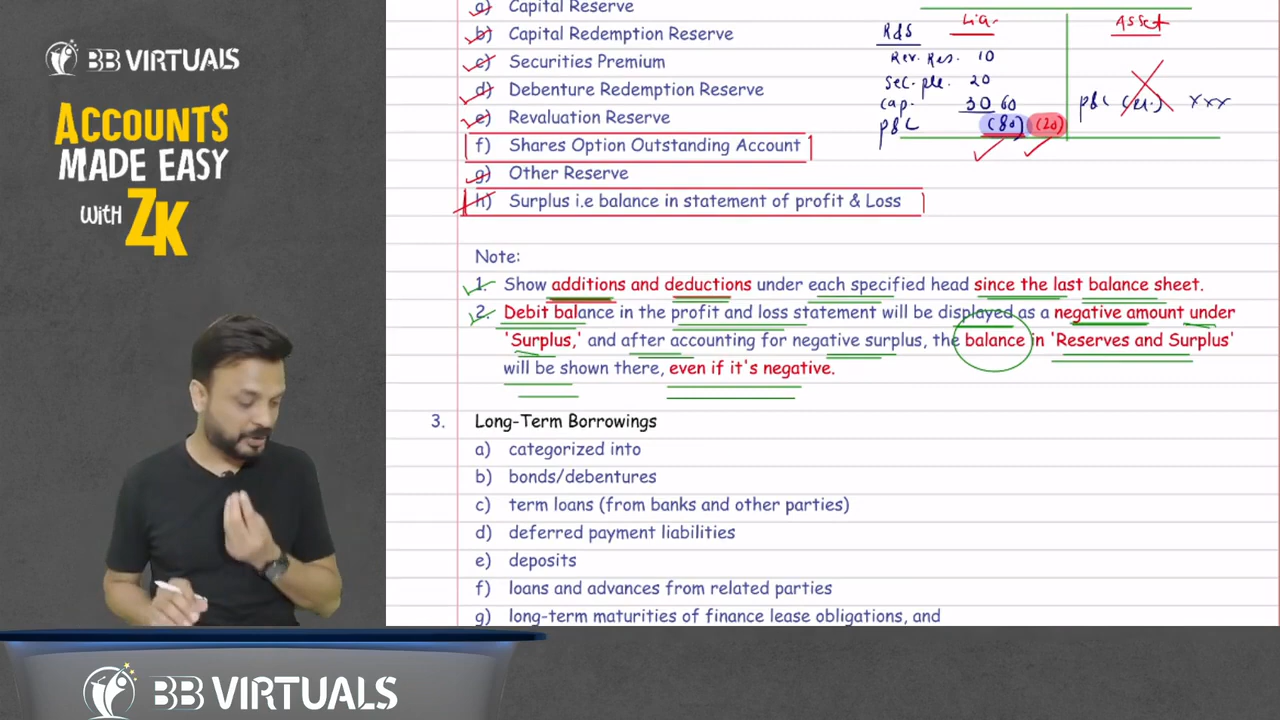 BB VIRTUALS
ACCOUNTS
MADE EASY
with ZK
a) Capital Reserve
b) Capital Redemption Reserve
c) Securities Premium
d) Debenture Redemption Reserve
e) Revaluation Reserve
f) Shares Option Outstanding Account
g) Other Reserve
h) Surplus i.e balance in statement of profit & Loss
Lia. Asset
R&S
Rev. Res. 10
Sec. pre. 20
Cap. 30 60
P&L (80) (20)
P&L xxx
Note:
1. Show additions and deductions under each specified head since the last balance sheet.
2. Debit balance in the profit and loss statement will be displayed as a negative amount under
'Surplus,' and after accounting for negative surplus, the balance in 'Reserves and Surplus'
will be shown there, even if it's negative.
3. Long-Term Borrowings
a) categorized into
b) bonds/debentures
c) term loans (from banks and other parties)
d) deferred payment liabilities
e) deposits
f) loans and advances from related parties
g) long-term maturities of finance lease obligations, and
BB VIRTUALS